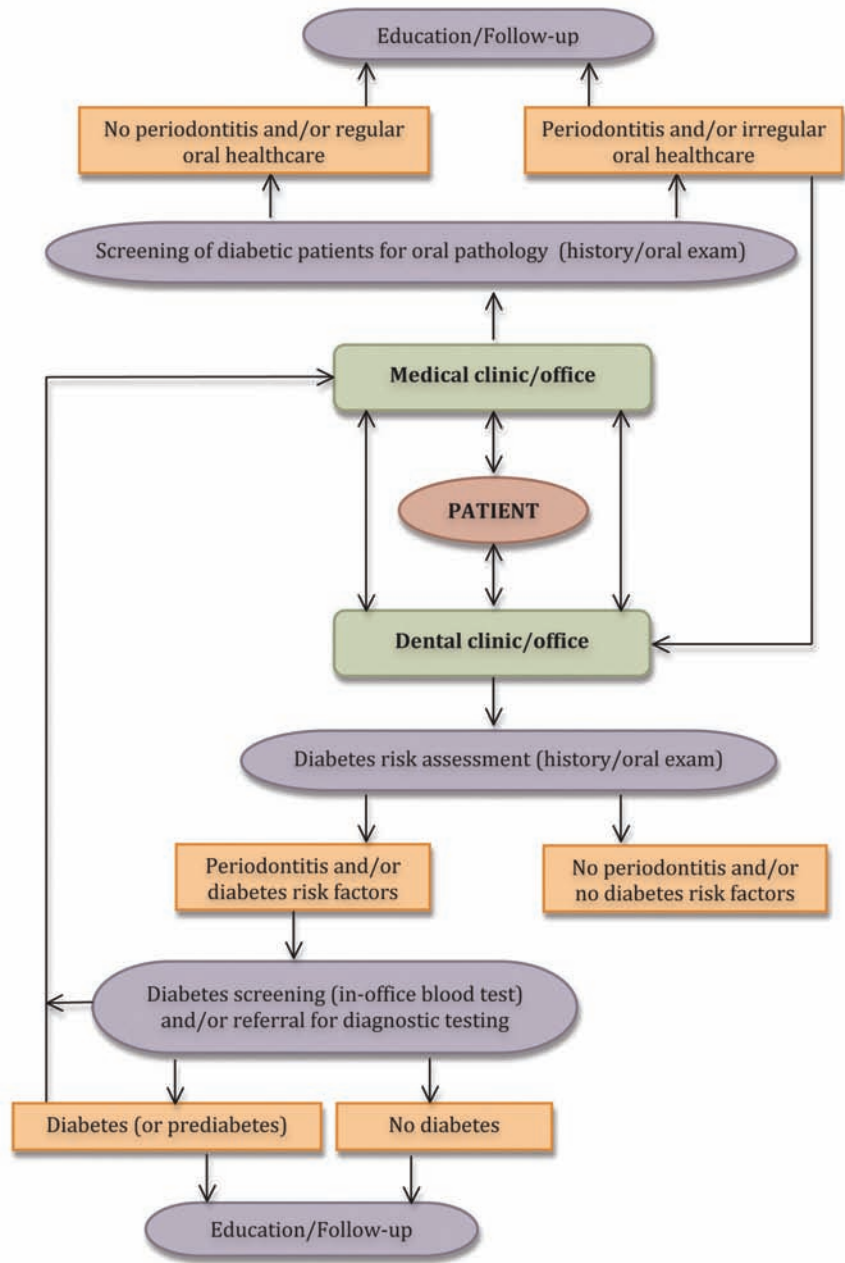 Education/Follow-up
No periodontitis and/or regular
oral healthcare
Periodontitis and/or irregular
oral healthcare
Screening of diabetic patients for oral pathology (history/oral exam)
Medical clinic/office
PATIENT
Dental clinic/office
Diabetes risk assessment (history/oral exam)
Periodontitis and/or
diabetes risk factors
No periodontitis and/or
no diabetes risk factors
Diabetes screening (in-office blood test)
and/or referral for diagnostic testing
Diabetes (or prediabetes)
No diabetes
Education/Follow-up